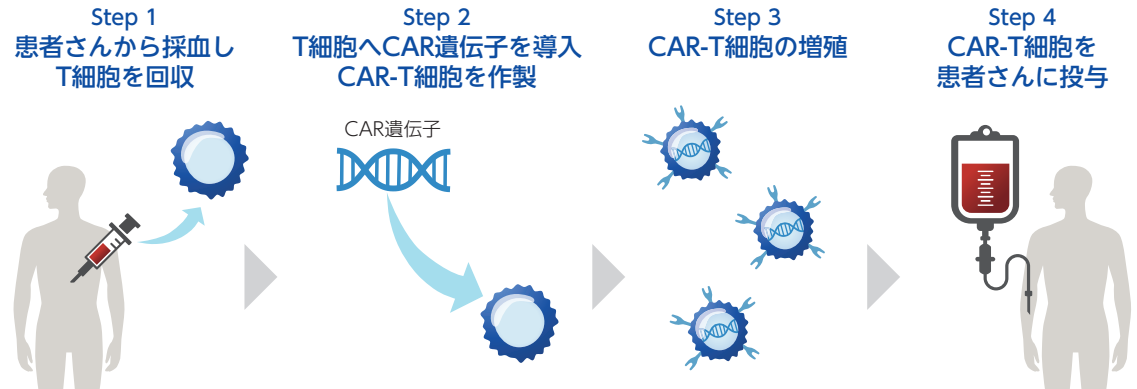 Step 1
患者さんから採血し
T細胞を回収
Step 2
T細胞へCAR遺伝子を導入
CAR-T細胞を作製
CAR遺伝子
Step 3
CAR-T細胞の増殖
Step 4
CAR-T細胞を
患者さんに投与